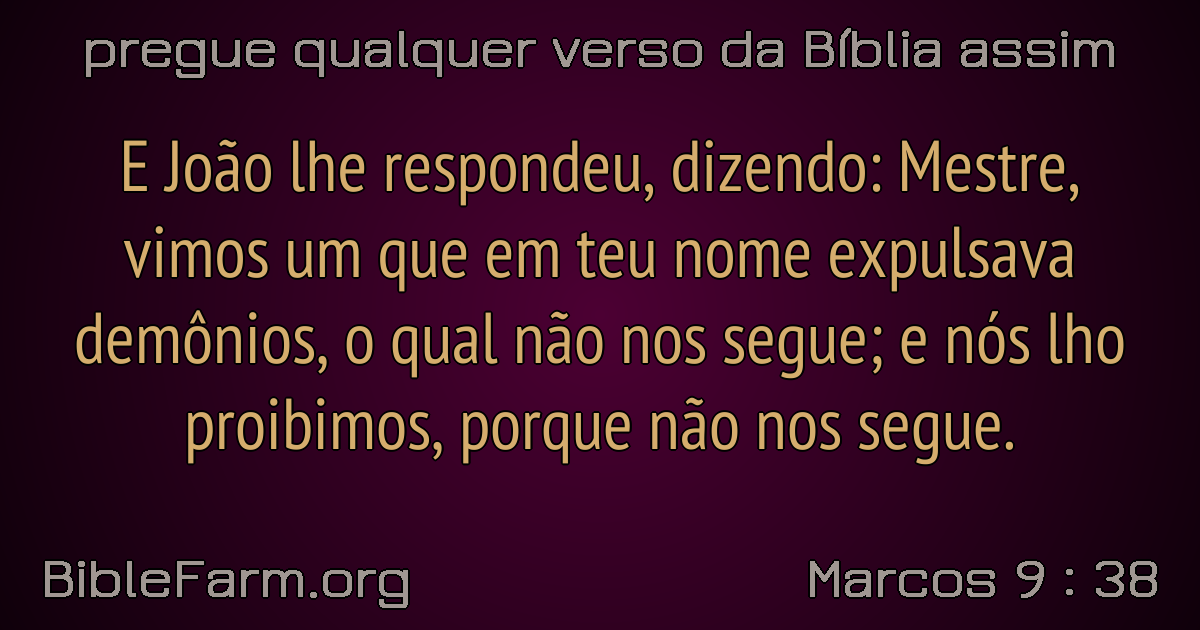 pregue qualquer verso da Bíblia assim
E João lhe respondeu, dizendo: Mestre,
vimos um que em teu nome expulsava
demônios, o qual não nos segue; e nós lho
proibimos, porque não nos segue.
BibleFarm.org
Marcos 9 : 38